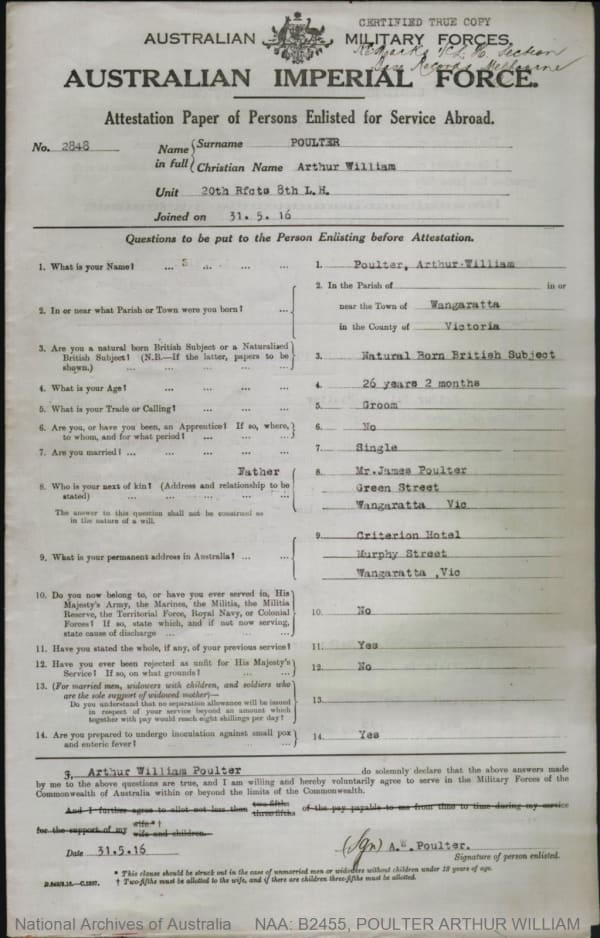 CERTIFIED TRUE COPY
AUSTRALIAN MILITARY FORCES.
Section
Base Records Melbourne
AUSTRALIAN IMPERIAL FORCE.
Attestation Paper of Persons Enlisted for Service Abroad.
No. 2848
Name in full { Surname POULTER
Christian Name Arthur William
Unit 20th Rfcts 8th L.H.
Joined on 31.5.16
Questions to be put to the Person Enlisting before Attestation.
1. What is your Name? ... ... ... ... 1. Poulter, Arthur William
2. In or near what Parish or Town were you born? ... 2. In the Parish of in or
near the Town of Wangaratta
in the County of Victoria
3. Are you a natural born British Subject or a Naturalized
British Subject? (N.B.—If the latter, papers to be
shown.) ... ... ... ... ... 3. Natural Born British Subject
4. What is your Age? ... ... ... ... 4. 26 years 2 months
5. What is your Trade or Calling? ... ... ... 5. Groom
6. Are you, or have you been, an Apprentice? If so, where,
to whom, and for what period? ... ... ... 6. No
7. Are you married? ... ... ... ... ... 7. Single
Father
8. Who is your next of kin? (Address and relationship to be
stated) ... ... ... ... ...
The answer to this question shall not be construed as
in the nature of a will.
8. Mr.James Poulter
Green Street
Wangaratta Vic
9. What is your permanent address in Australia? ... ...
9. Criterion Hotel
Murphy Street
Wangaratta ,Vic
10. Do you now belong to, or have you ever served in, His
Majesty's Army, the Marines, the Militia, the Militia
Reserve, the Territorial Force, Royal Navy, or Colonial
Forces? If so, state which, and if not now serving,
state cause of discharge ... ... ... ... 10. No
11. Have you stated the whole, if any, of your previous service? 11. Yes
12. Have you ever been rejected as unfit for His Majesty's
Service? If so, on what grounds? ... ... 12. No
13. (For married men, widowers with children, and soldiers who
are the sole support of widowed mother)—
Do you understand that no separation allowance will be issued
in respect of your service beyond an amount which
together with pay would reach eight shillings per day? 13.
14. Are you prepared to undergo inoculation against small pox
and enteric fever? ... ... ... ... 14. Yes
I, Arthur William Poulter do solemnly declare that the above answers made
by me to the above questions are true, and I am willing and hereby voluntarily agree to serve in the Military Forces of the
Commonwealth of Australia within or beyond the limits of the Commonwealth.
And I further agree to allot not less than two-fifths three-fifths of the pay payable to me from time to time during my service
for the support of my wife*† wife and children.
Date 31.5.16
(Sgn) A.W. Poulter.
Signature of person enlisted.
* This clause should be struck out in the case of unmarried men or widowers without children under 18 years of age.
† Two-fifths must be allotted to the wife, and if there are children three-fifths must be allotted.
National Archives of Australia NAA: B2455, POULTER ARTHUR WILLIAM